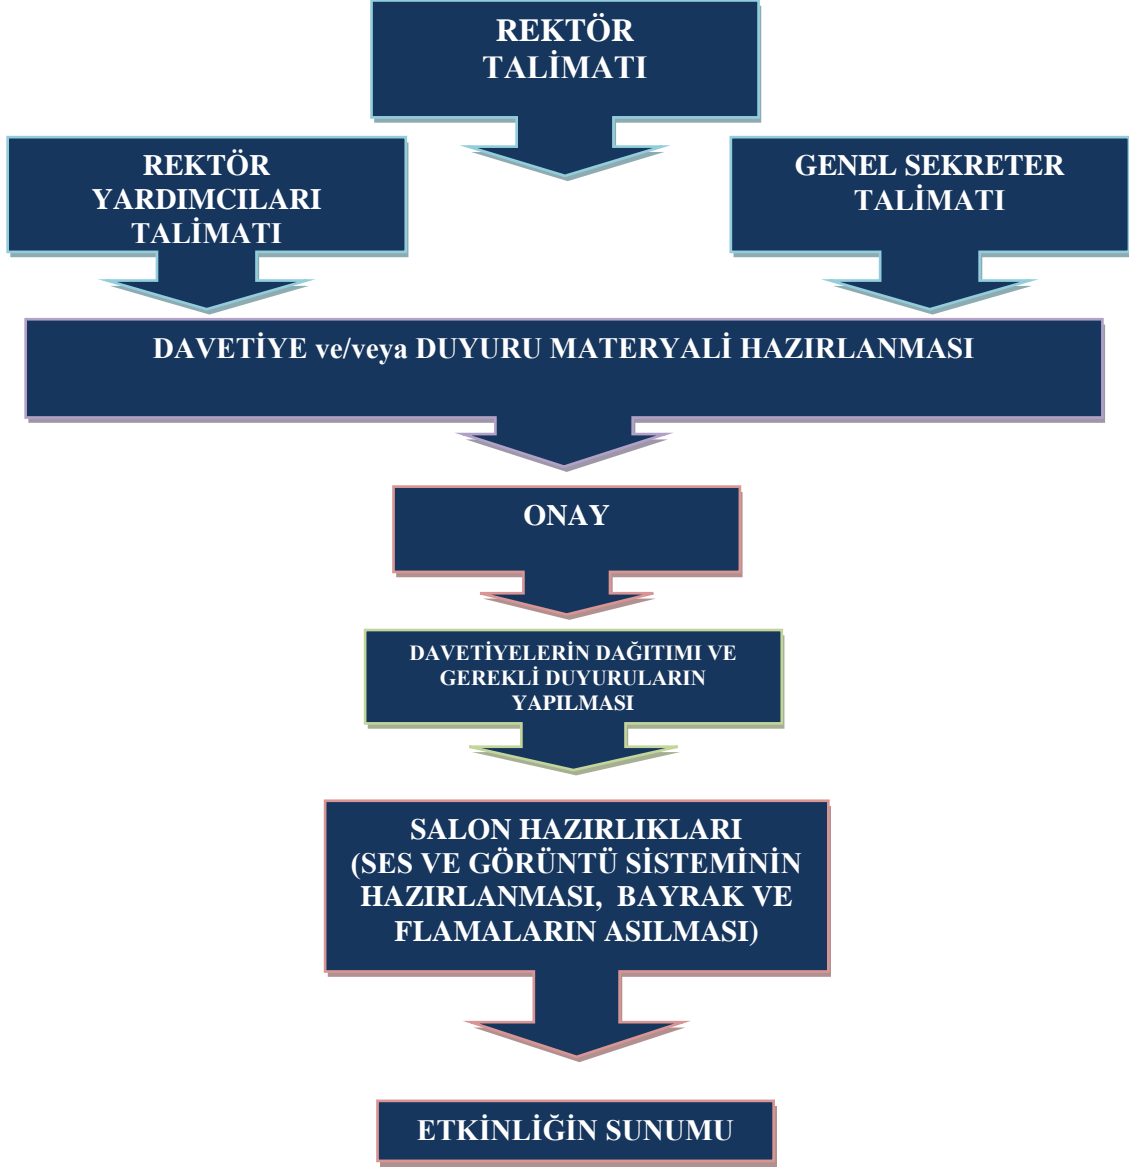 REKTÖR
TALİMATI
REKTÖR
YARDIMCILARI
TALİMATI
GENEL SEKRETER
TALİMATI
DAVETİYE ve/veya DUYURU MATERYALİ HAZIRLANMASI
ONAY
DAVETİYELERİN DAĞITIMI VE
GEREKLİ DUYURULARIN
YAPILMASI
SALON HAZIRLIKLARI
(SES VE GÖRÜNTÜ SİSTEMİNİN
HAZIRLANMASI, BAYRAK VE
FLAMALARIN ASILMASI)
ETKİNLİĞİN SUNUMU